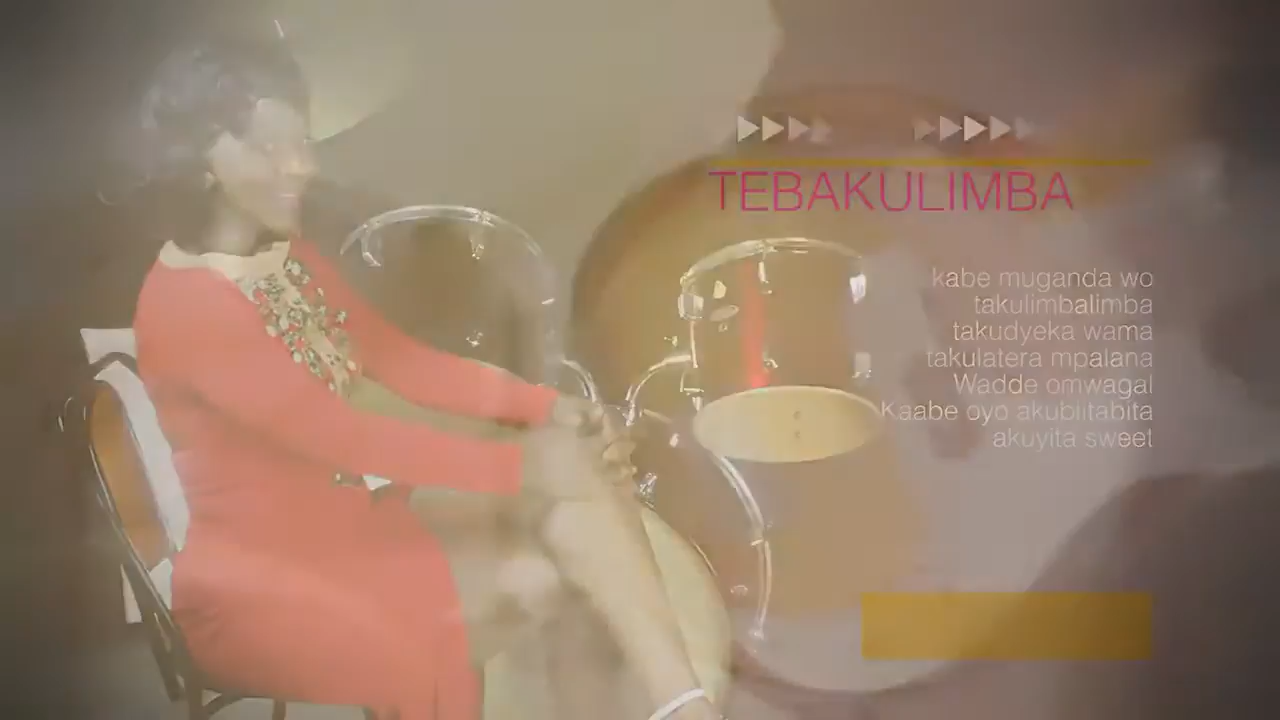 TEBAKULIMBA
kabe muganda wo
takulimbalimba
takudyeka wama
takulatera mpalana
Wadde omwagal
Kaabe oyo akubiitabita
akuyita sweet